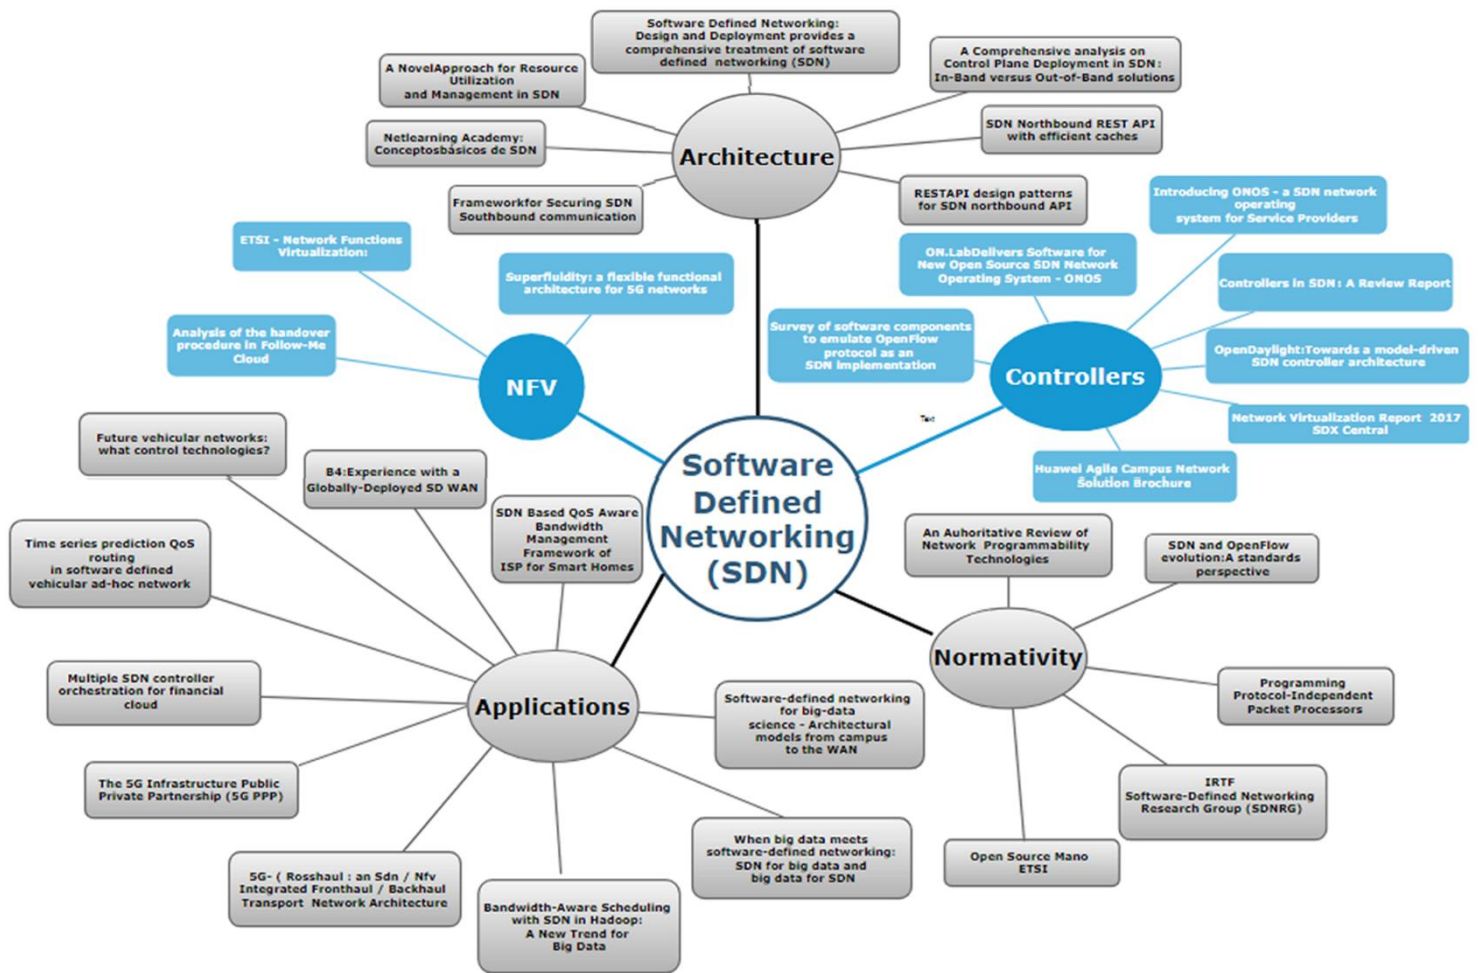 Software Defined Networking:
Design and Deployment provides a
comprehensive treatment of software
defined networking (SDN)
A Comprehensive analysis on
Control Plane Deployment in SDN:
In-Band versus Out-of-Band solutions
A NovelApproach for Resource
Utilization
and Management in SDN
SDN Northbound REST API
with efficient caches
Netlearning Academy:
Conceptosbásicos de SDN
Architecture
Frameworkfor Securing SDN
Southbound communication
RESTAPI design patterns
for SDN northbound API
Introducing ONOS - a SDN network
operating
system for Service Providers
ETSI - Network Functions
Virtualization:
Superfluidity: a flexible functional
architecture for 5G networks
ON.LabDelivers Software for
New Open Source SDN Network
Operating System - ONOS
Controllers in SDN: A Review Report
Analysis of the handover
procedure in Follow-Me
Cloud
Survey of software components
to emulate OpenFlow
protocol as an
SDN implementation
OpenDaylight:Towards a model-driven
SDN controller architecture
NFV
Controllers
Text
Network Virtualization Report 2017
SDX Central
Huawei Agile Campus Network
Solution Brochure
Software
Defined
Networking
(SDN)
Future vehicular networks:
what control technologies?
B4:Experience with a
Globally-Deployed SD WAN
SDN Based QoS Aware
Bandwidth
Management
Framework of
ISP for Smart Homes
Time series prediction QoS
routing
in software defined
vehicular ad-hoc network
An Auhoritative Review of
Network Programmability
Technologies
SDN and OpenFlow
evolution:A standards
perspective
Normativity
Multiple SDN controller
orchestration for financial
cloud
Applications
Software-defined networking
for big-data
science - Architectural
models from campus
to the WAN
Programming
Protocol-Independent
Packet Processors
The 5G Infrastructure Public
Private Partnership (5G PPP)
IRTF
Software-Defined Networking
Research Group (SDNRG)
5G- ( Rosshaul : an Sdn / Nfv
Integrated Fronthaul / Backhaul
Transport Network Architecture
When big data meets
software-defined networking:
SDN for big data and
big data for SDN
Open Source Mano
ETSI
Bandwidth-Aware Scheduling
with SDN in Hadoop:
A New Trend for
Big Data